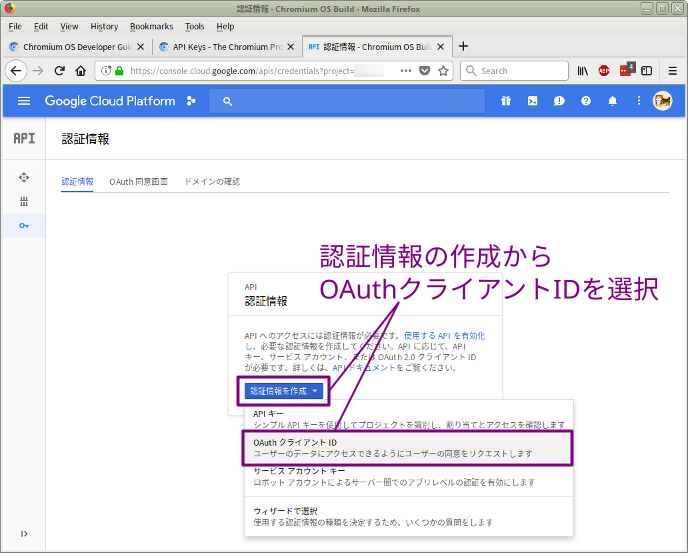 認証情報 - Chromium OS Build - Mozilla Firefox
File Edit View History Bookmarks Tools Help
Chromium OS Developer Guid
API Keys - The Chromium Pro
API 認証情報 - Chromium OS Buil
https://console.cloud.google.com/apis/credentials?project=
Search
ABP
4
Google Cloud Platform
API 認証情報
認証情報 OAuth 同意画面 ドメインの確認
認証情報の作成から
OAuthクライアントIDを選択
API
認証情報
API へのアクセスには認証情報が必要です。使用する API を有効化
し、必要な認証情報を作成してください。API に応じて、API
キー、サービス アカウント、または OAuth 2.0 クライアント ID
が必要です。詳しくは、API ドキュメントをご覧ください。
認証情報を作成
API キー
シンプル API キーを使用してプロジェクトを識別し、割り当てとアクセスを確認します
OAuth クライアント ID
ユーザーのデータにアクセスできるようにユーザーの同意をリクエストします
サービス アカウント キー
ロボット アカウントによるサーバー間でのアプリレベルの認証を有効にします
ウィザードで選択
使用する認証情報の種類を決定するため、いくつかの質問をします